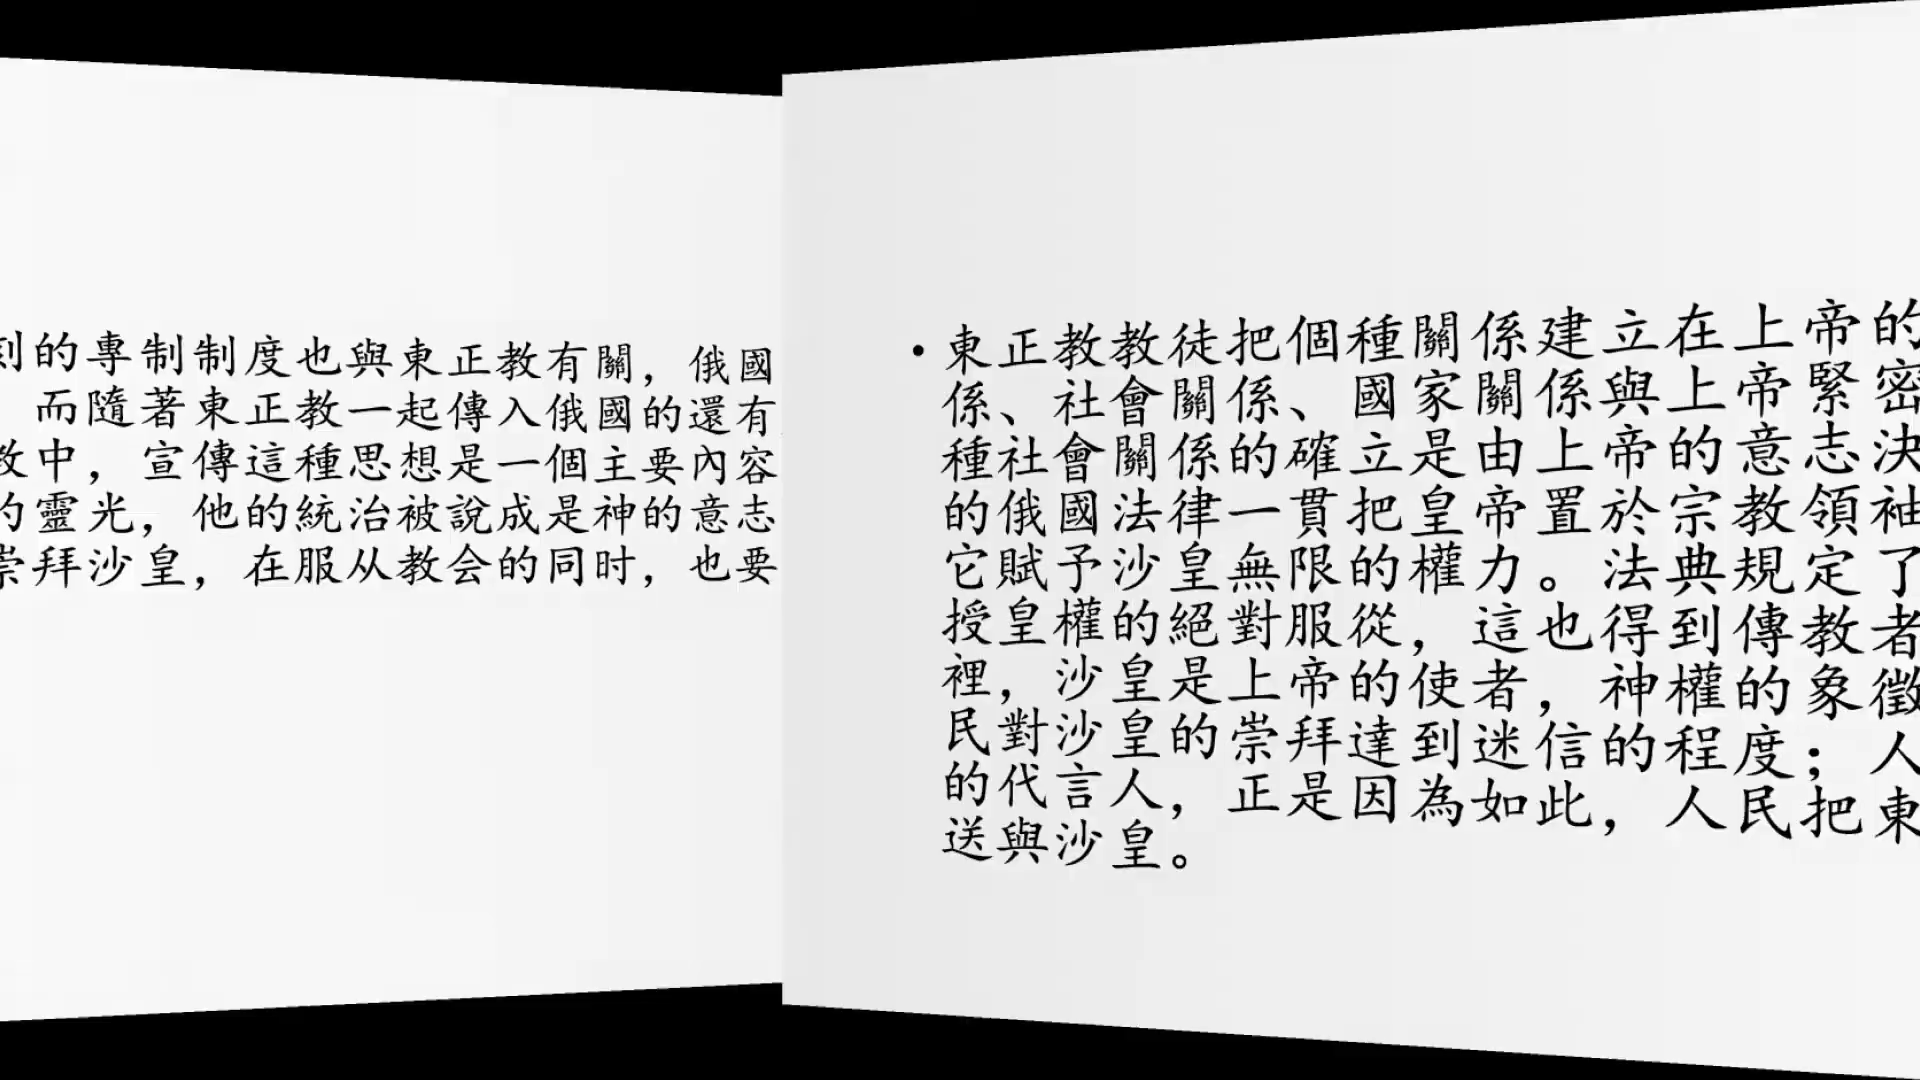 刻的專制制度也與東正教有關，俄國
而隨著東正教一起傳入俄國的還有
教中，宣傳這種思想是一個主要內容
的靈光，他的統治被說成是神的意志
崇拜沙皇，在服从教会的同时，也要
•東正教教徒把個種關係建立在上帝的
係、社會關係、國家關係與上帝緊密
種社會關係的確立是由上帝的意志決
的俄國法律一貫把皇帝置於宗教領袖
它賦予沙皇無限的權力。法典規定了
授皇權的絕對服從，這也得到傳教者
裡，沙皇是上帝的使者，神權的象徵
民對沙皇的崇拜達到迷信的程度；人
的代言人，正是因為如此，人民把東
送與沙皇。